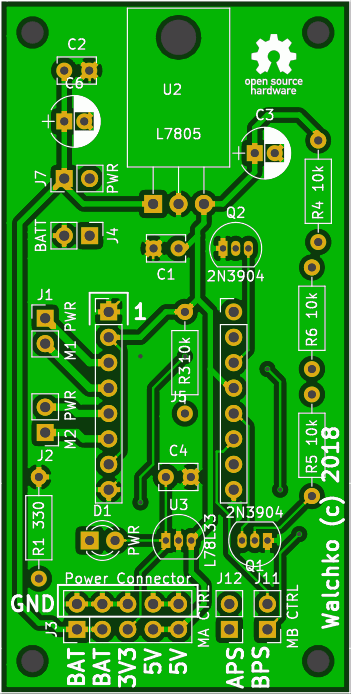 C2
U2
L7805
open source
hardware
C6
+
C3
+
J7
PWR
R4 10k
BATT
J4
Q2
C1
2N3904
J1
PWR
M1
1
R3
10k
R6 10k
J5
PWR
M2
J2
C4
R5 10k
R1 330
D1
PWR
U3
L78L33
2N3904
Q1
Walchko (c) 2018
Power Connector
J12
J11
GND
CTRL
CTRL
J3
MA
MB
BAT
BAT
3V3
5V
5V
APS
BPS